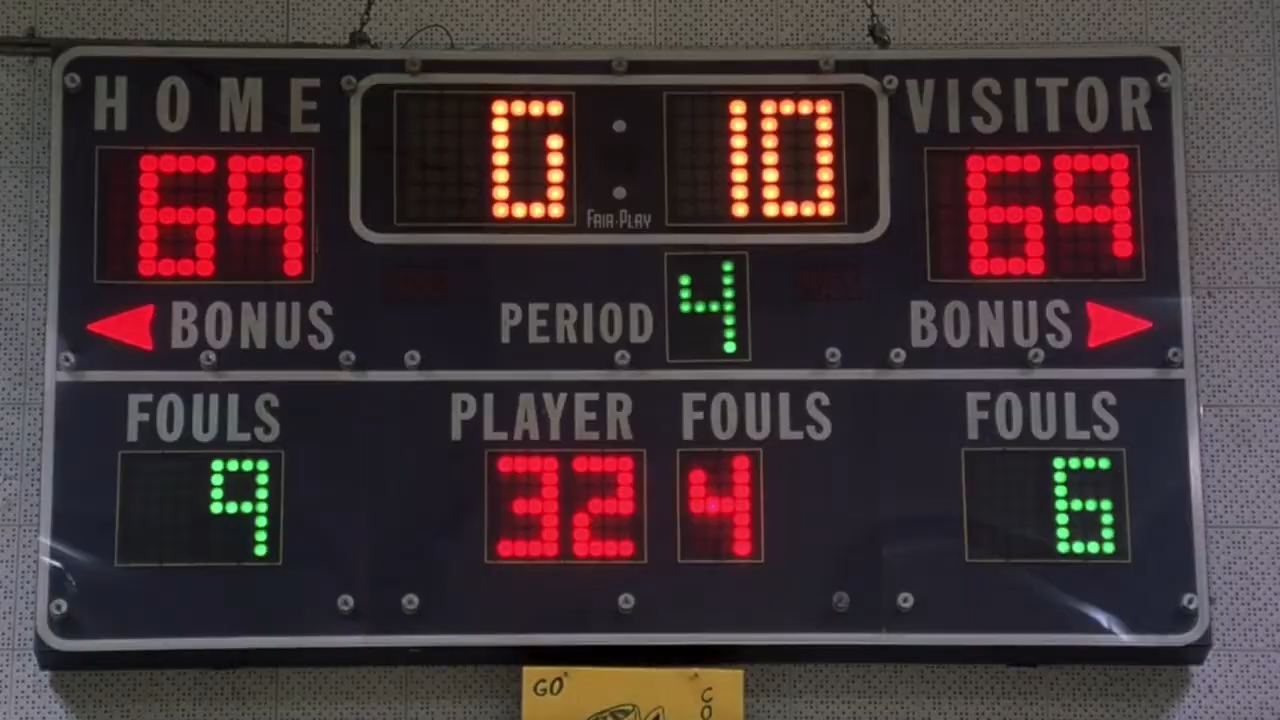 HOME 0 : 10 VISITOR
69 69
FAIR-PLAY
BONUS PERIOD 4 BONUS
FOULS PLAYER FOULS FOULS
9 32 4 6
GO
CO